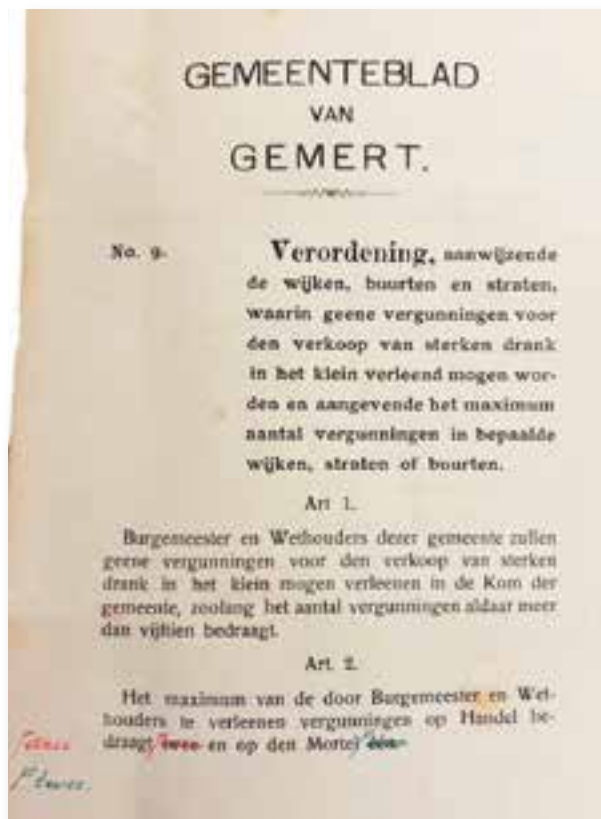 GEMEENTEBLAD
VAN
GEMERT.
No. 9.
Verordening, aanwijzende
de wijken, buurten en straten,
waarin geene vergunningen voor
den verkoop van sterken drank
in het klein verleend mogen wor-
den en aangevende het maximum
aantal vergunningen in bepaalde
wijken, straten of buurten.
Art 1.
Burgemeester en Wethouders dezer gemeente zullen
geene vergunningen voor den verkoop van sterken
drank in het klein mogen verleenen in de Kom der
gemeente, zoolang het aantal vergunningen aldaar meer
dan vijftien bedraagt.
Art. 2.
Het maximum van de door Burgemeester en Wet-
houders te verleenen vergunningen op Handel be-
draagt twee en op den Mortel één
twee.